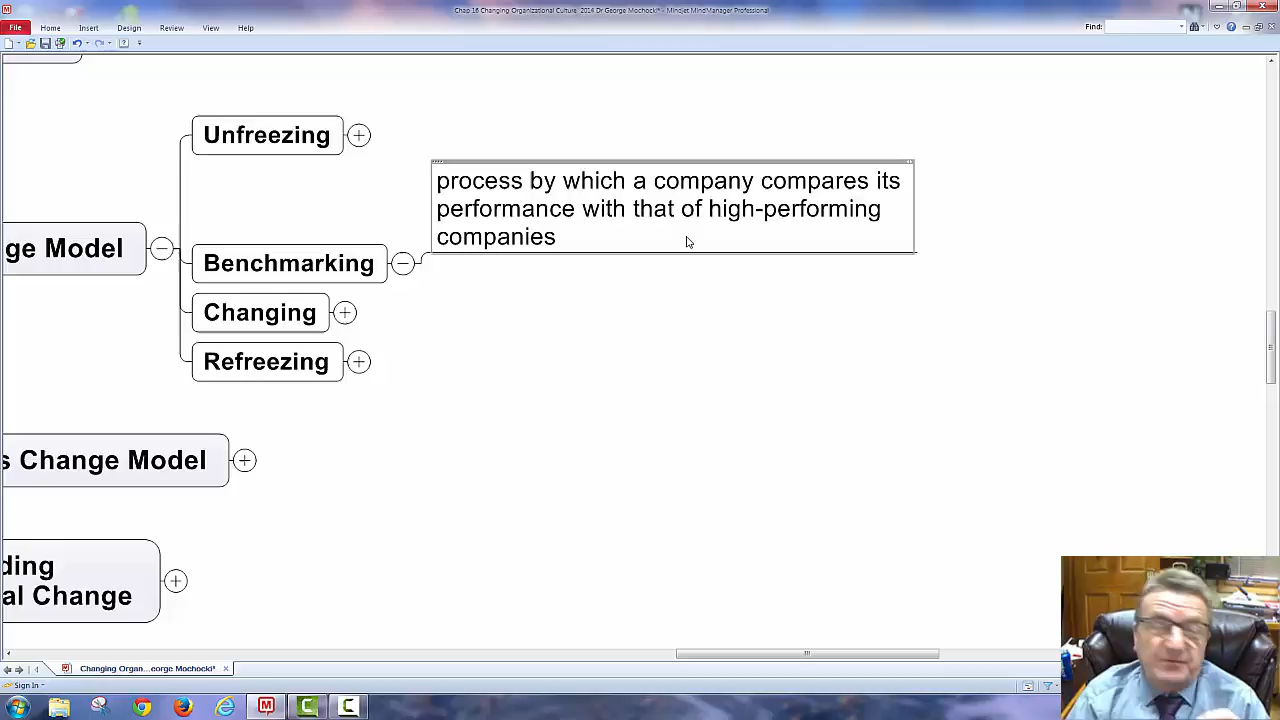 Chap 16 Changing Organizational Culture 2014 Dr George Mochocki* - Mindjet MindManager Professional
File Home Insert Design Review View Help
Find:
Unfreezing
process by which a company compares its
performance with that of high-performing
companies
ge Model
Benchmarking
Changing
Refreezing
s Change Model
ding
al Change
Changing Organ...eorge Mochocki*
Sign In